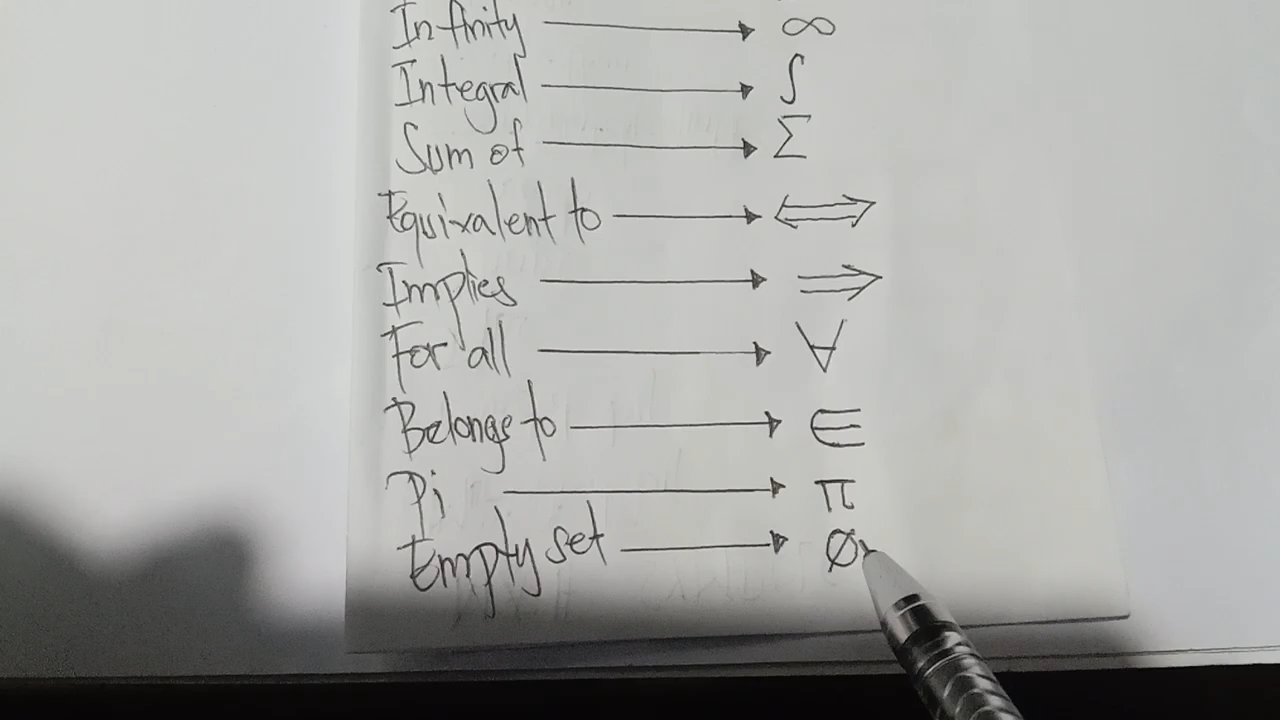 Infinity → ∞
Integral → ∫
Sum of → Σ
Equivalent to → ⇔
Implies → ⇒
For all → ∀
Belongs to → ∈
Pi → π
Empty set → ∅